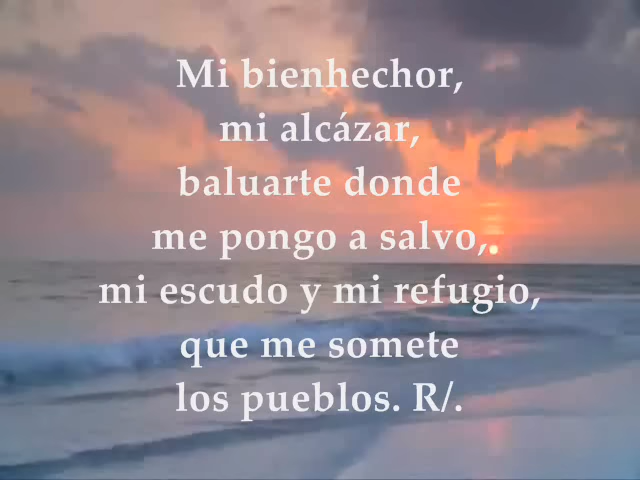 Mi bienhechor,
mi alcázar,
baluarte donde
me pongo a salvo,
mi escudo y mi refugio,
que me somete
los pueblos. R/.